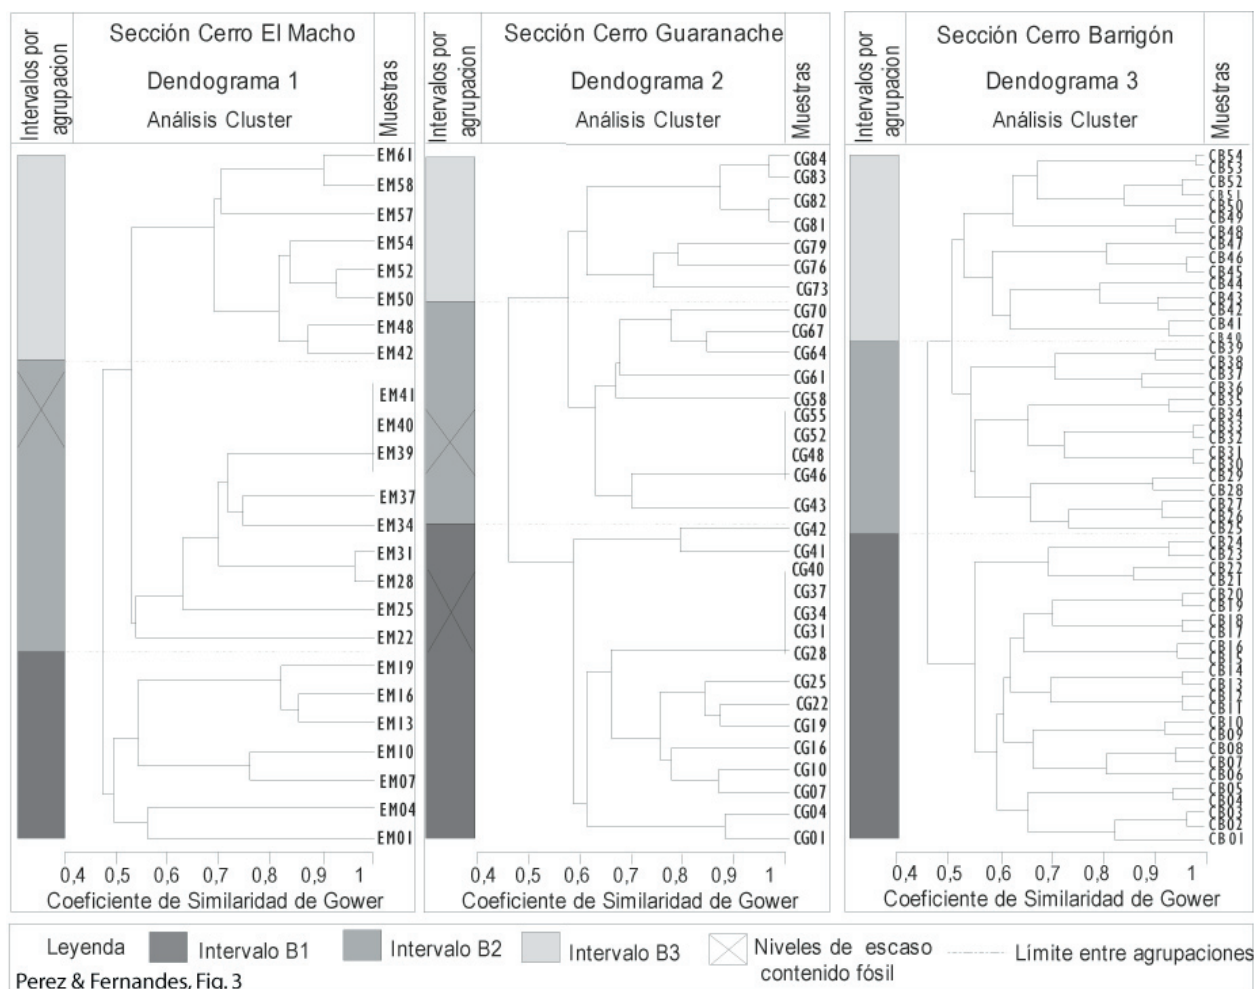 Intervalos por
agrupacion
Sección Cerro El Macho
Dendograma 1
Análisis Cluster
Muestras
EM61
EM58
EM57
EM54
EM52
EM50
EM48
EM42
EM41
EM40
EM39
EM37
EM34
EM31
EM28
EM25
EM22
EM19
EM16
EM13
EM10
EM07
EM04
EM01
0,4 0,5 0,6 0,7 0,8 0,9 1
Coeficiente de Similaridad de Gower
Intervalos por
agrupacion
Sección Cerro Guaranache
Dendograma 2
Análisis Cluster
Muestras
CG84
CG83
CG82
CG81
CG79
CG76
CG73
CG70
CG67
CG64
CG61
CG58
CG55
CG52
CG48
CG46
CG43
CG42
CG41
CG40
CG37
CG34
CG31
CG28
CG25
CG22
CG19
CG16
CG10
CG07
CG04
CG01
0,4 0,5 0,6 0,7 0,8 0,9 1
Coeficiente de Similaridad de Gower
Intervalos por
agrupacion
Sección Cerro Barrigón
Dendograma 3
Análisis Cluster
Muestras
CB54
CB53
CB52
CB51
CB50
CB49
CB48
CB47
CB46
CB45
CB44
CB43
CB42
CB41
CB40
CB39
CB38
CB37
CB36
CB35
CB34
CB33
CB32
CB31
CB30
CB29
CB28
CB27
CB26
CB25
CB24
CB23
CB22
CB21
CB20
CB19
CB18
CB17
CB16
CB15
CB14
CB13
CB12
CB11
CB10
CB09
CB08
CB07
CB06
CB05
CB04
CB03
CB02
CB01
0,4 0,5 0,6 0,7 0,8 0,9 1
Coeficiente de Similaridad de Gower
Leyenda
Intervalo B1
Intervalo B2
Intervalo B3
Niveles de escaso
contenido fósil
Límite entre agrupaciones
Perez & Fernandes, Fig. 3